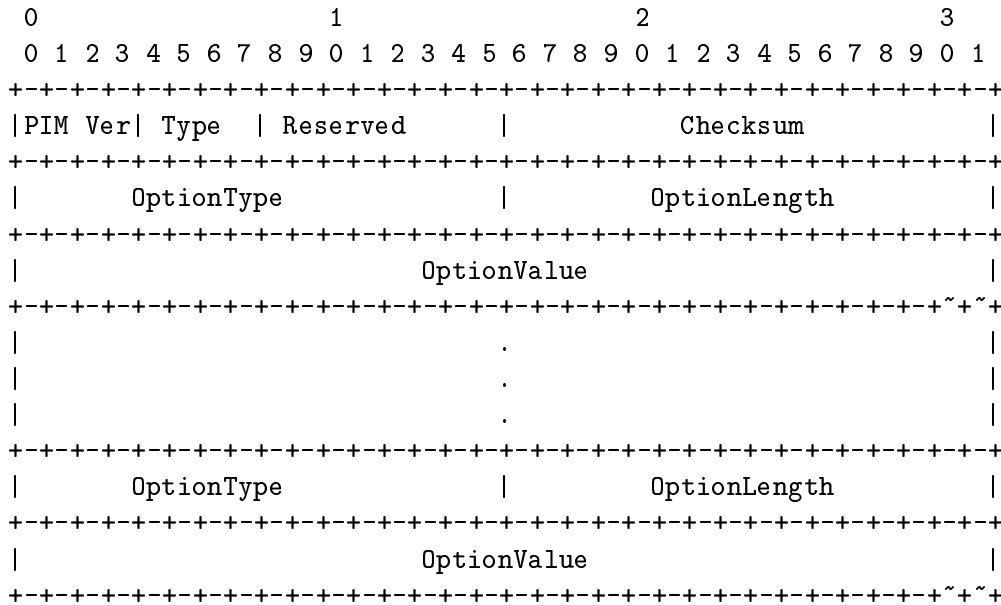 0                   1                   2                   3
 0 1 2 3 4 5 6 7 8 9 0 1 2 3 4 5 6 7 8 9 0 1 2 3 4 5 6 7 8 9 0 1
+-+-+-+-+-+-+-+-+-+-+-+-+-+-+-+-+-+-+-+-+-+-+-+-+-+-+-+-+-+-+-+-+
|PIM Ver| Type  | Reserved      |           Checksum            |
+-+-+-+-+-+-+-+-+-+-+-+-+-+-+-+-+-+-+-+-+-+-+-+-+-+-+-+-+-+-+-+-+
|       OptionType              |         OptionLength          |
+-+-+-+-+-+-+-+-+-+-+-+-+-+-+-+-+-+-+-+-+-+-+-+-+-+-+-+-+-+-+-+-+
|                          OptionValue                          |
+-+-+-+-+-+-+-+-+-+-+-+-+-+-+-+-+-+-+-+-+-+-+-+-+-+-+-+-+-+-+~+~+
|                               .                               |
|                               .                               |
|                               .                               |
+-+-+-+-+-+-+-+-+-+-+-+-+-+-+-+-+-+-+-+-+-+-+-+-+-+-+-+-+-+-+-+-+
|       OptionType              |         OptionLength          |
+-+-+-+-+-+-+-+-+-+-+-+-+-+-+-+-+-+-+-+-+-+-+-+-+-+-+-+-+-+-+-+-+
|                          OptionValue                          |
+-+-+-+-+-+-+-+-+-+-+-+-+-+-+-+-+-+-+-+-+-+-+-+-+-+-+-+-+-+-+~+~+